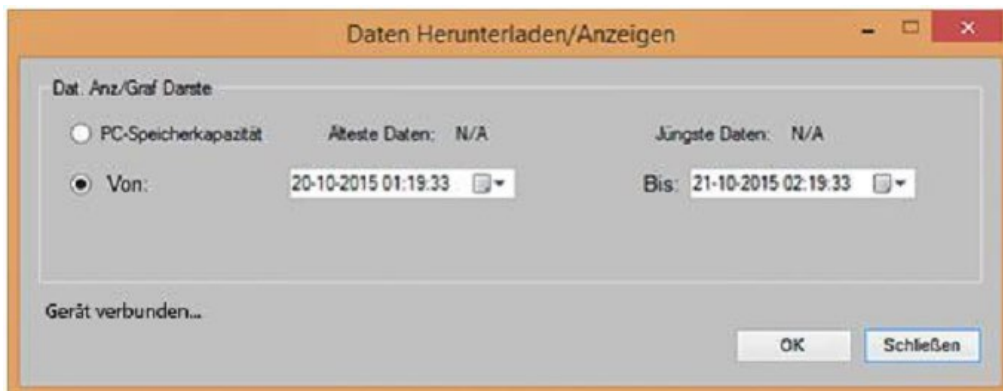 Daten Herunterladen/Anzeigen
Dat. Anz/Graf Darste
PC-Speicherkapazität Älteste Daten: N/A Jüngste Daten: N/A
Von: 20-10-2015 01:19:33 Bis: 21-10-2015 02:19:33
Gerät verbunden...
OK Schließen